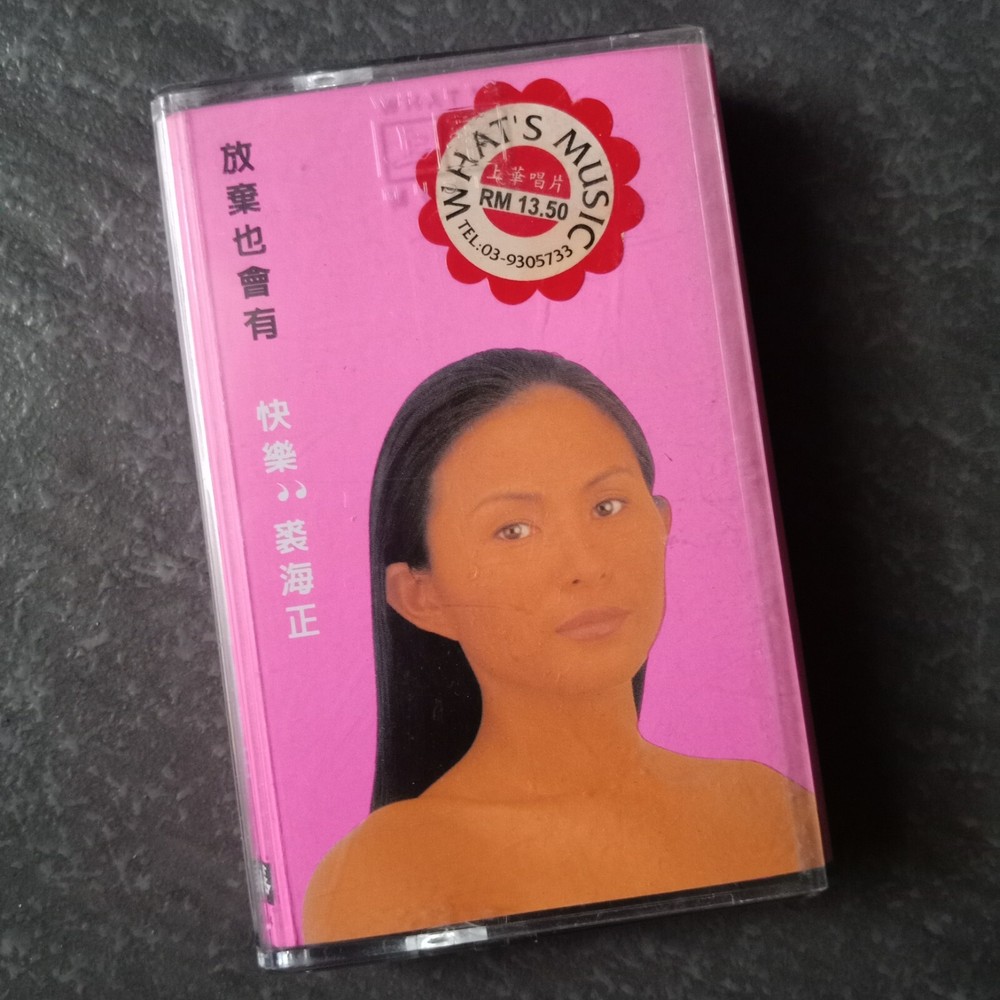 放棄也會有
快樂
裘海正
WHAT'S MUSIC
上華唱片
RM 13.50
TEL:03-9305733